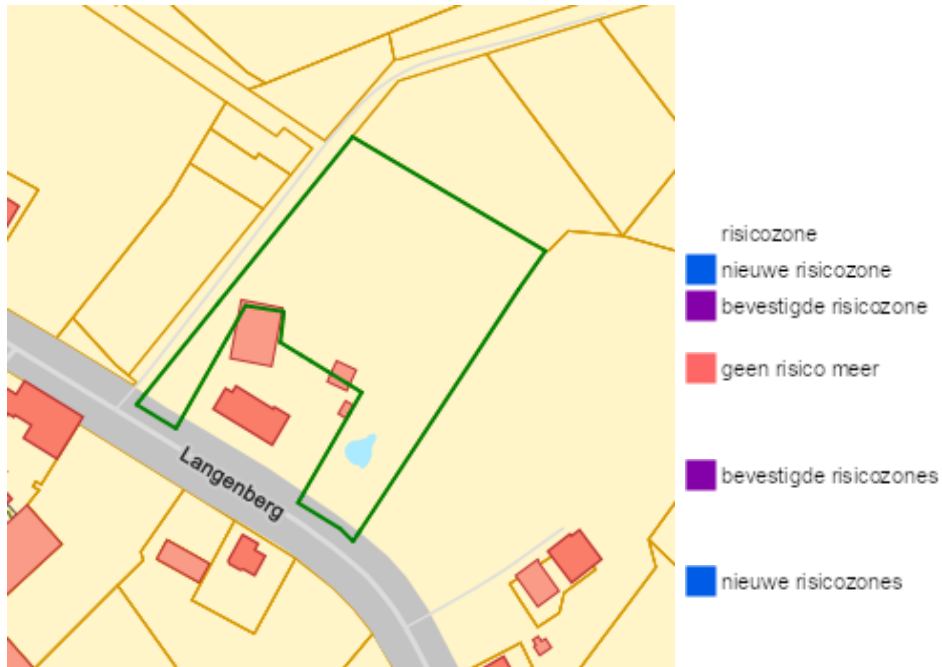 Langenberg
risicozone
nieuwe risicozone
bevestigde risicozone
geen risico meer
bevestigde risicozones
nieuwe risicozones